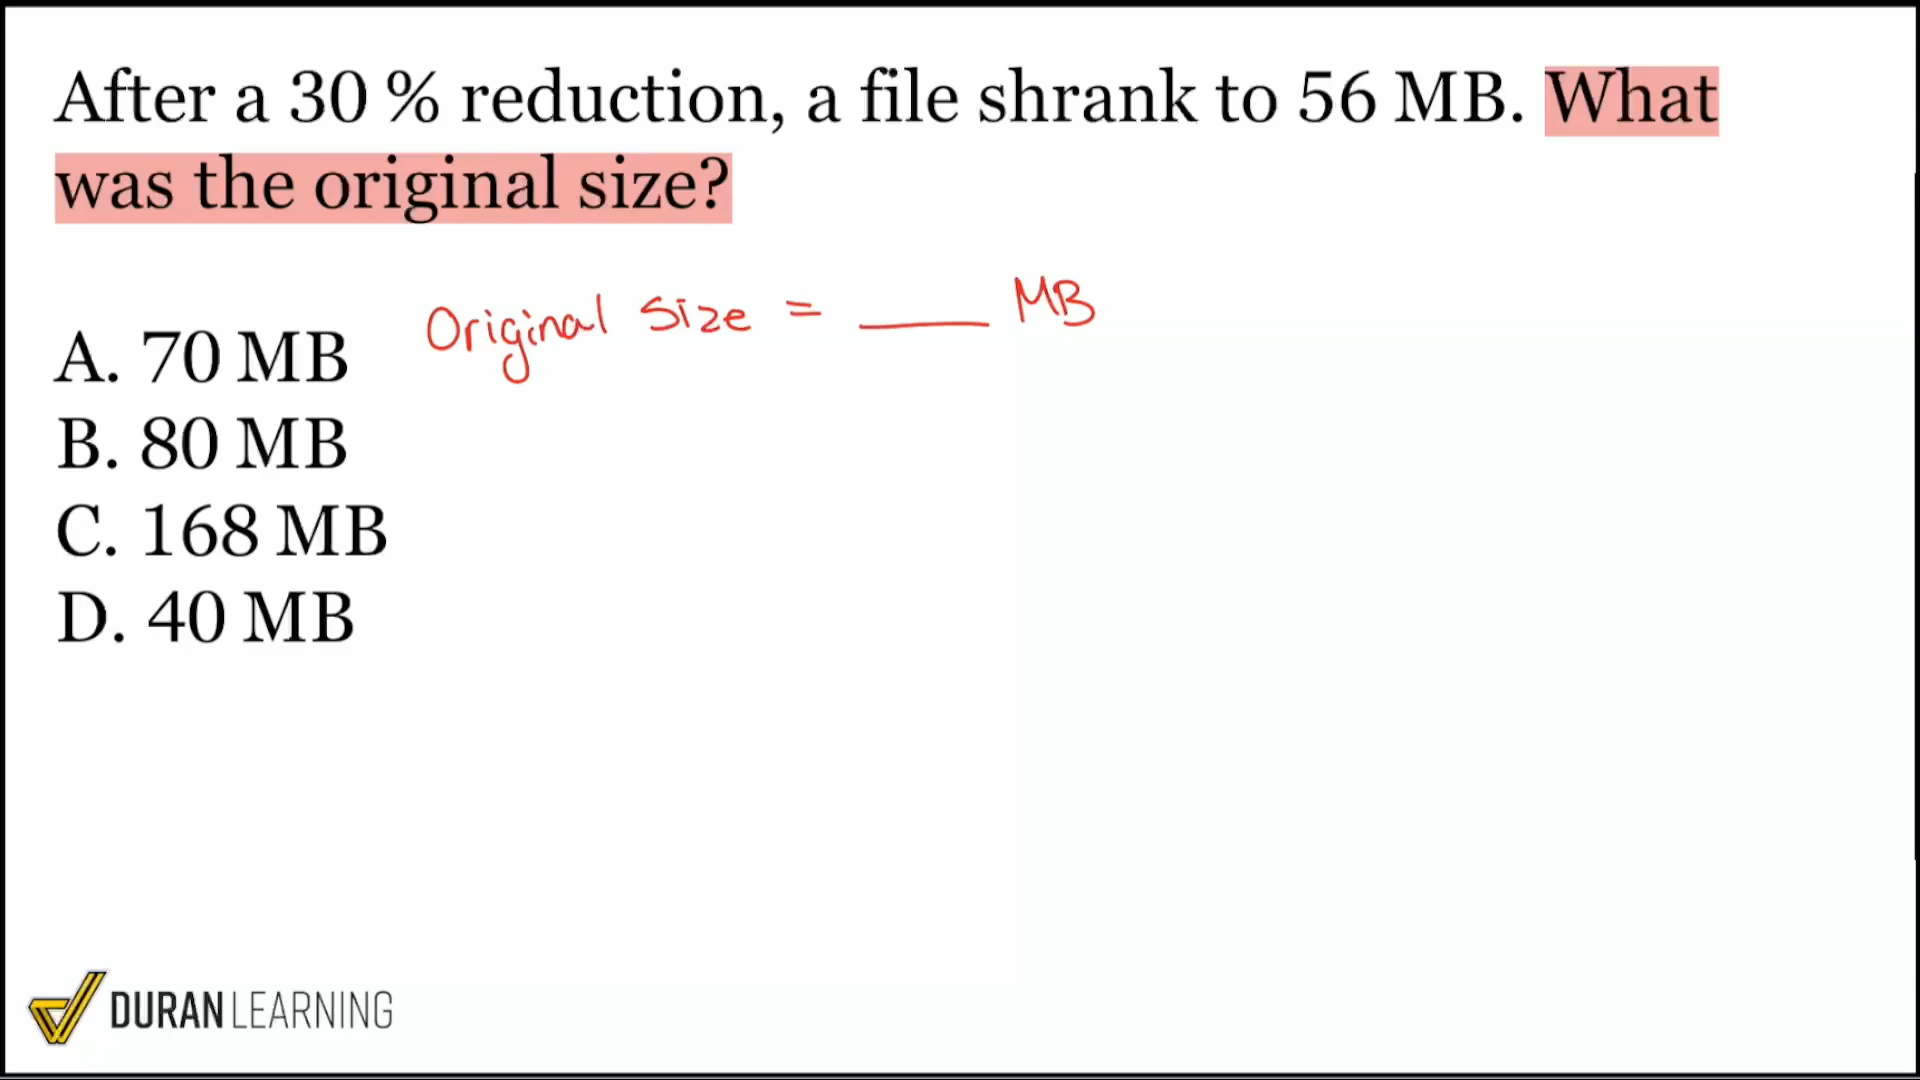 After a 30 % reduction, a file shrank to 56 MB. What
was the original size?
Original size = ____ MB
A. 70 MB
B. 80 MB
C. 168 MB
D. 40 MB
DURAN LEARNING